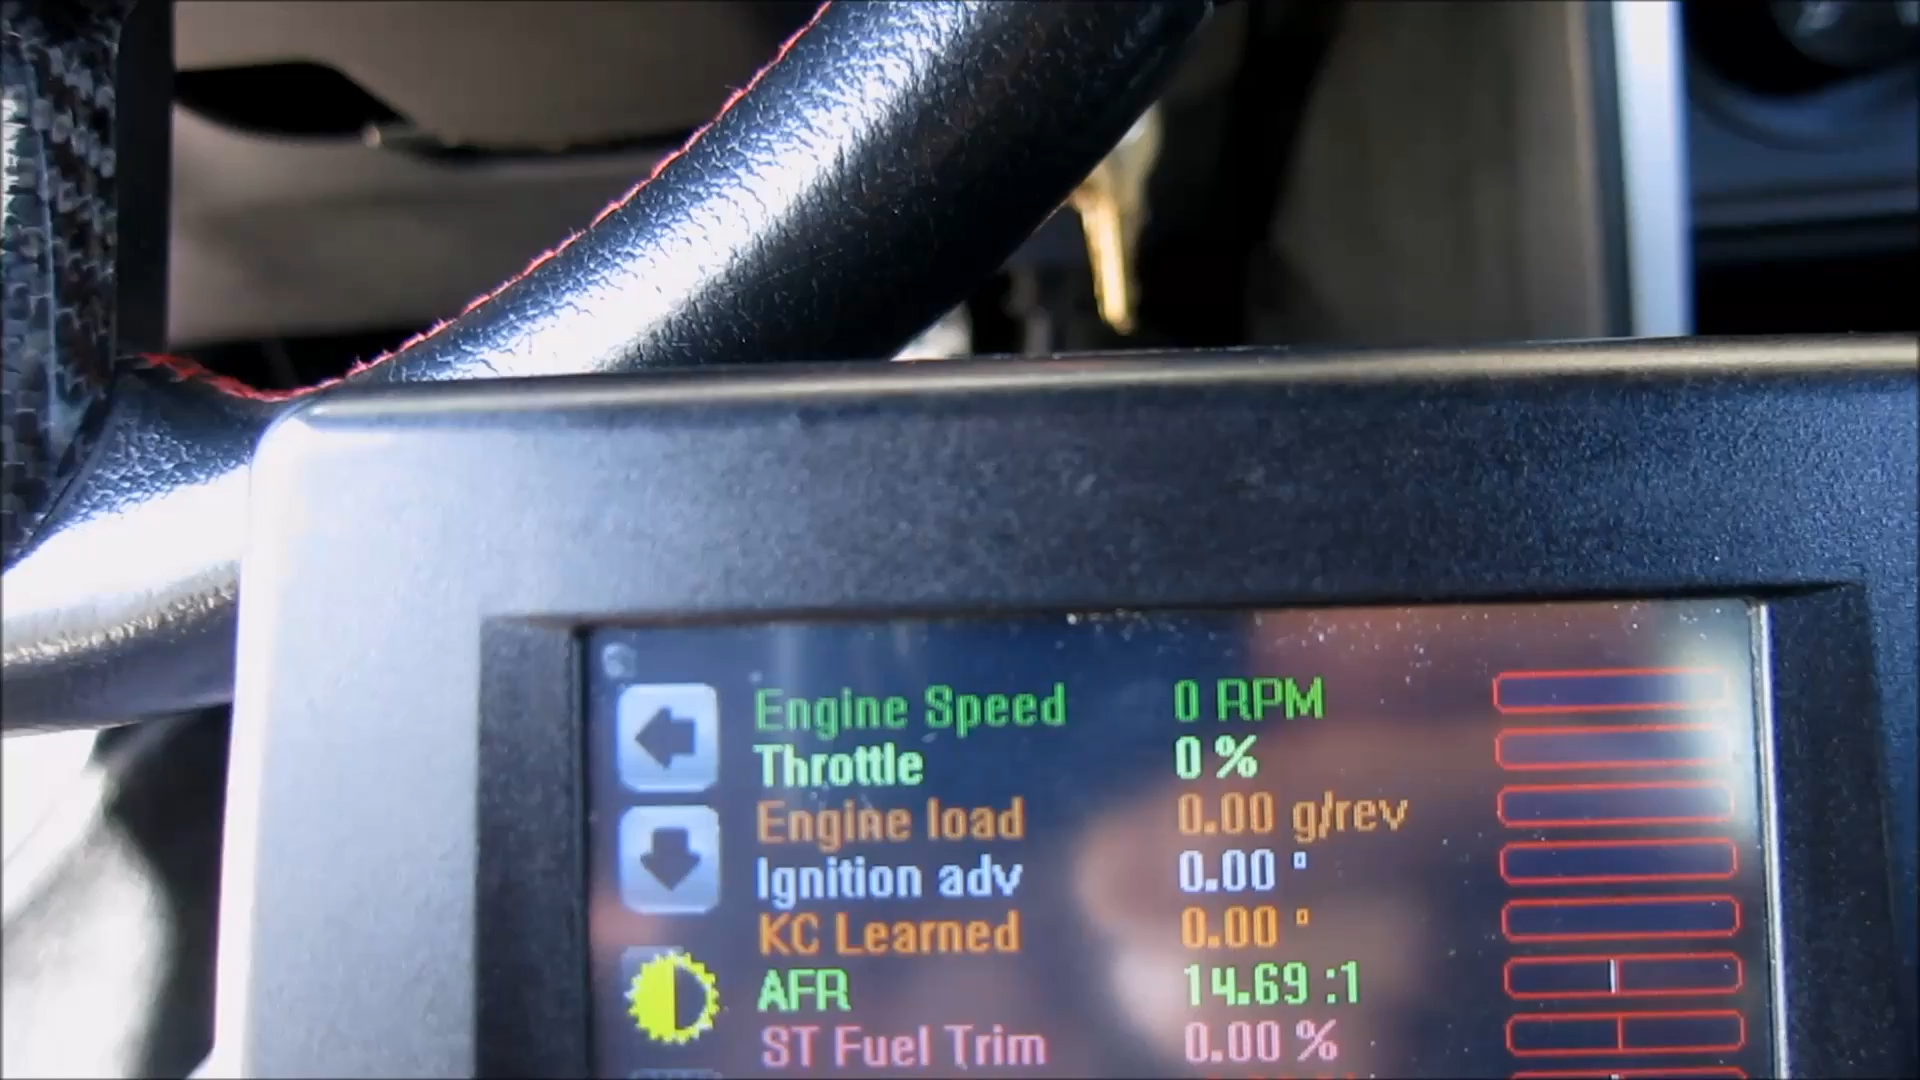 Engine Speed 0 RPM
Throttle 0 %
Engine load 0.00 g/rev
Ignition adv 0.00 °
KC Learned 0.00 °
AFR 14.69 :1
ST Fuel Trim 0.00 %